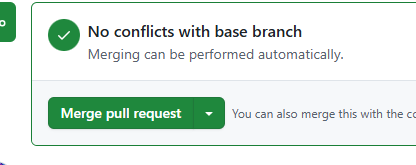 No conflicts with base branch
Merging can be performed automatically.
Merge pull request
You can also merge this with the